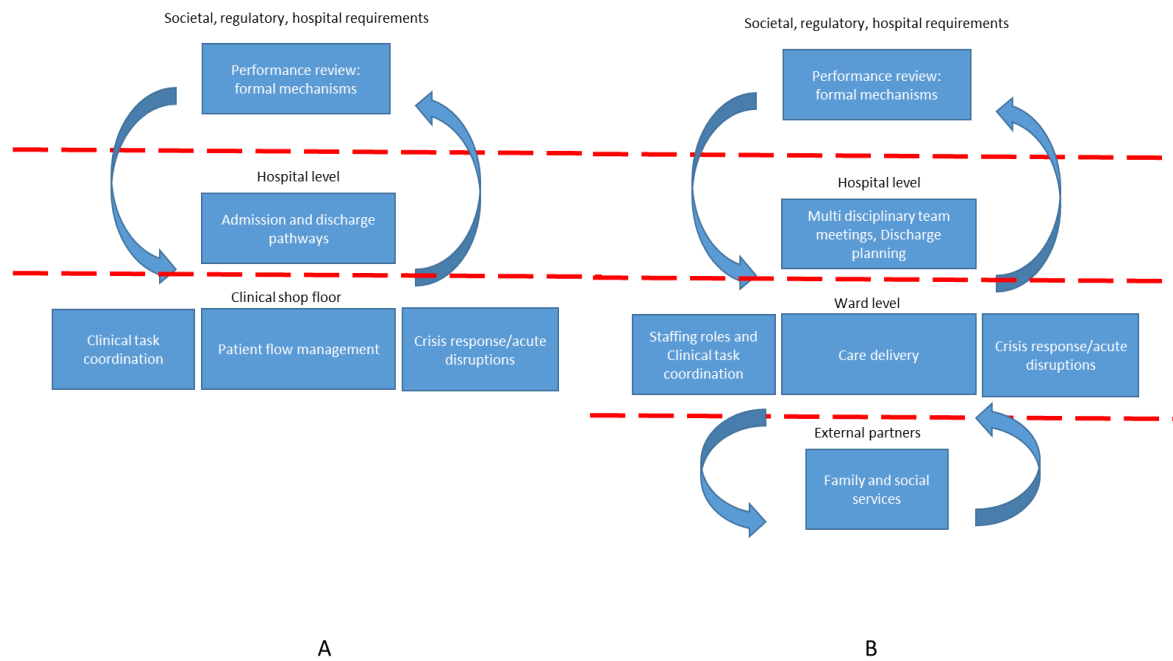 Societal, regulatory, hospital requirements
Performance review:
formal mechanisms
Hospital level
Admission and discharge
pathways
Clinical shop floor
Clinical task
coordination
Patient flow management
Crisis response/acute
disruptions
A
Societal, regulatory, hospital requirements
Performance review:
formal mechanisms
Hospital level
Multi disciplinary team
meetings, Discharge
planning
Ward level
Staffing roles and
Clinical task
coordination
Care delivery
Crisis response/acute
disruptions
External partners
Family and social
services
B